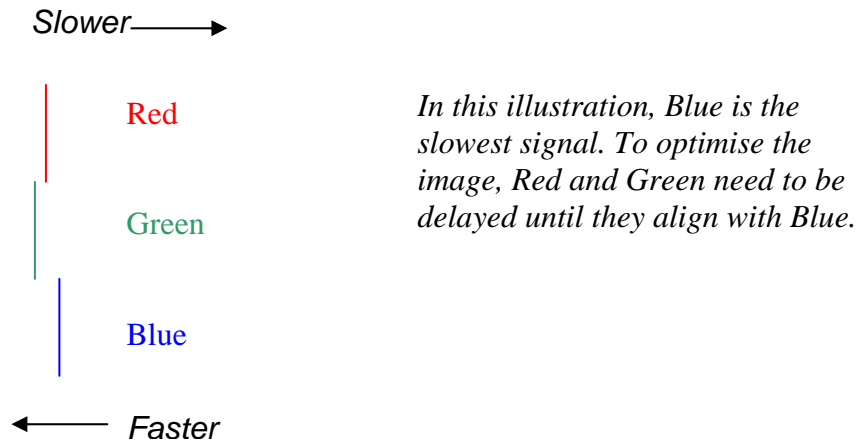 Slower
Red
Green
Blue
Faster
In this illustration, Blue is the
slowest signal. To optimise the
image, Red and Green need to be
delayed until they align with Blue.